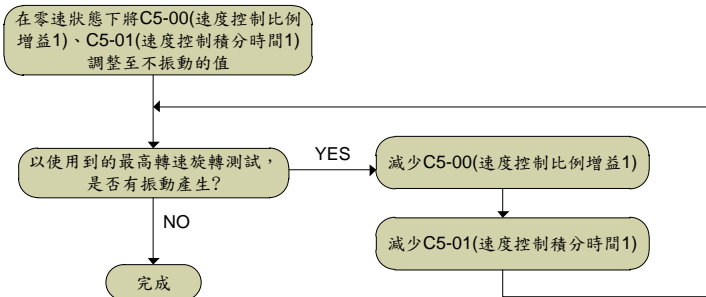 在零速狀態下將C5-00(速度控制比例
增益1)、C5-01(速度控制積分時間1)
調整至不振動的值
以使用到的最高轉速旋轉測試，
是否有振動產生?
YES
減少C5-00(速度控制比例增益1)
NO
減少C5-01(速度控制積分時間1)
完成